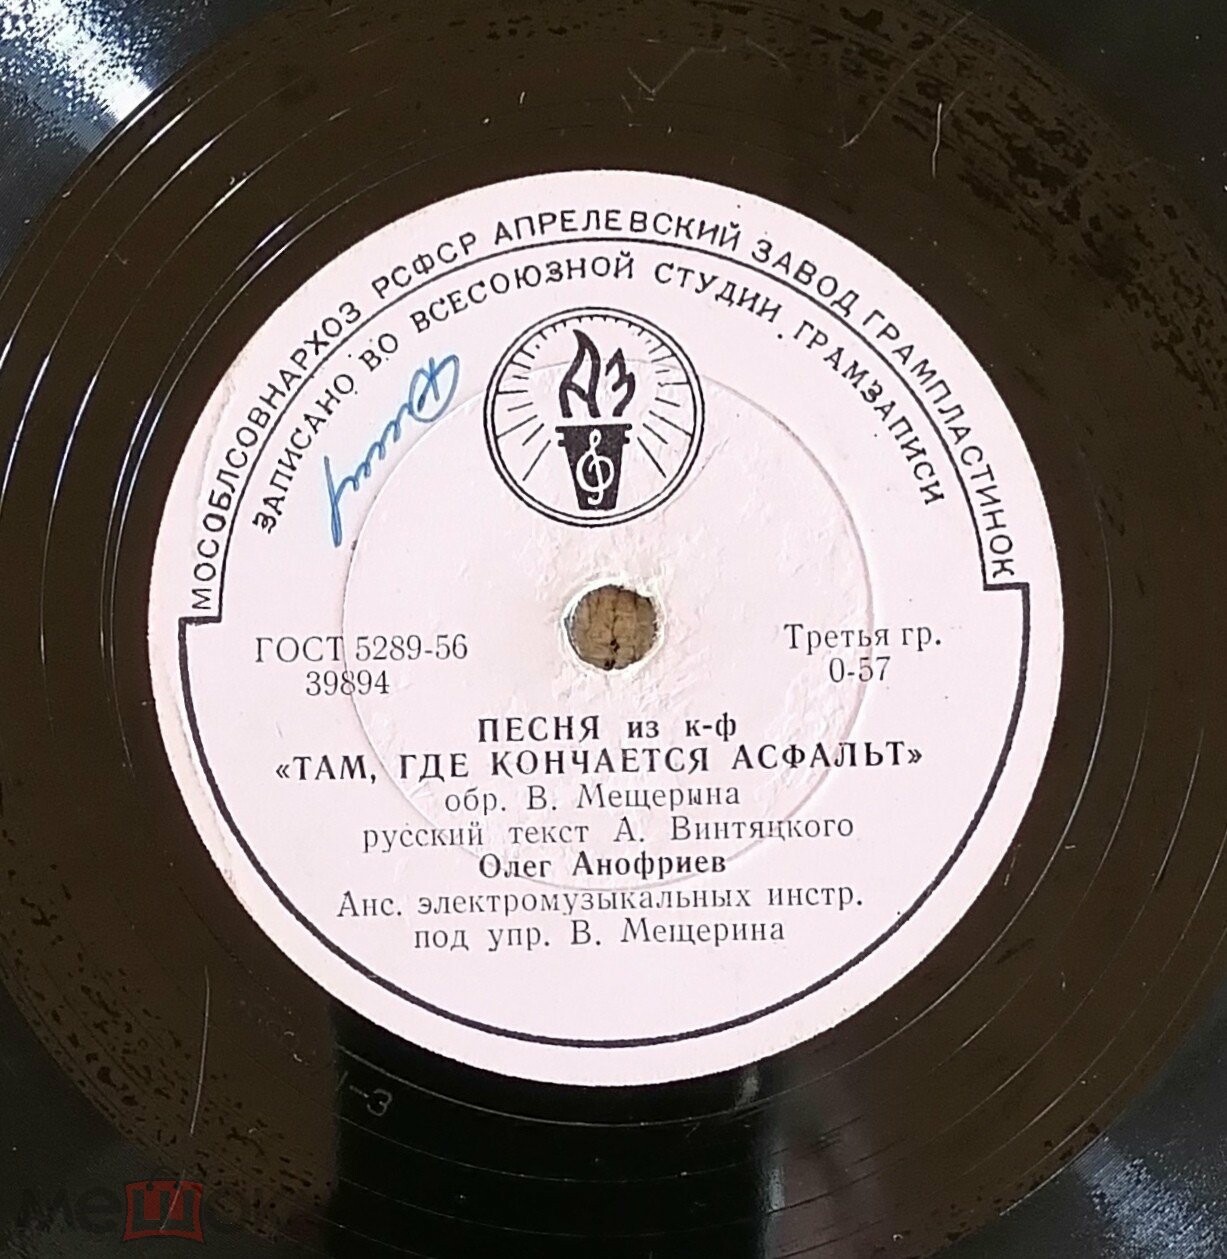 МОСОБЛСОВНАРХОЗ РСФСР АПРЕЛЕВСКИЙ ЗАВОД ГРАМПЛАСТИНОК
ЗАПИСАНО ВО ВСЕСОЮЗНОЙ СТУДИИ ГРАМЗАПИСИ
АЗ
ГОСТ 5289-56
39894
Третья гр.
0-57
ПЕСНЯ из к-ф
«ТАМ, ГДЕ КОНЧАЕТСЯ АСФАЛЬТ»
обр. В. Мещерина
русский текст А. Винтяцкого
Олег Анофриев
Анс. электромузыкальных инстр.
под упр. В. Мещерина
-3
мешок